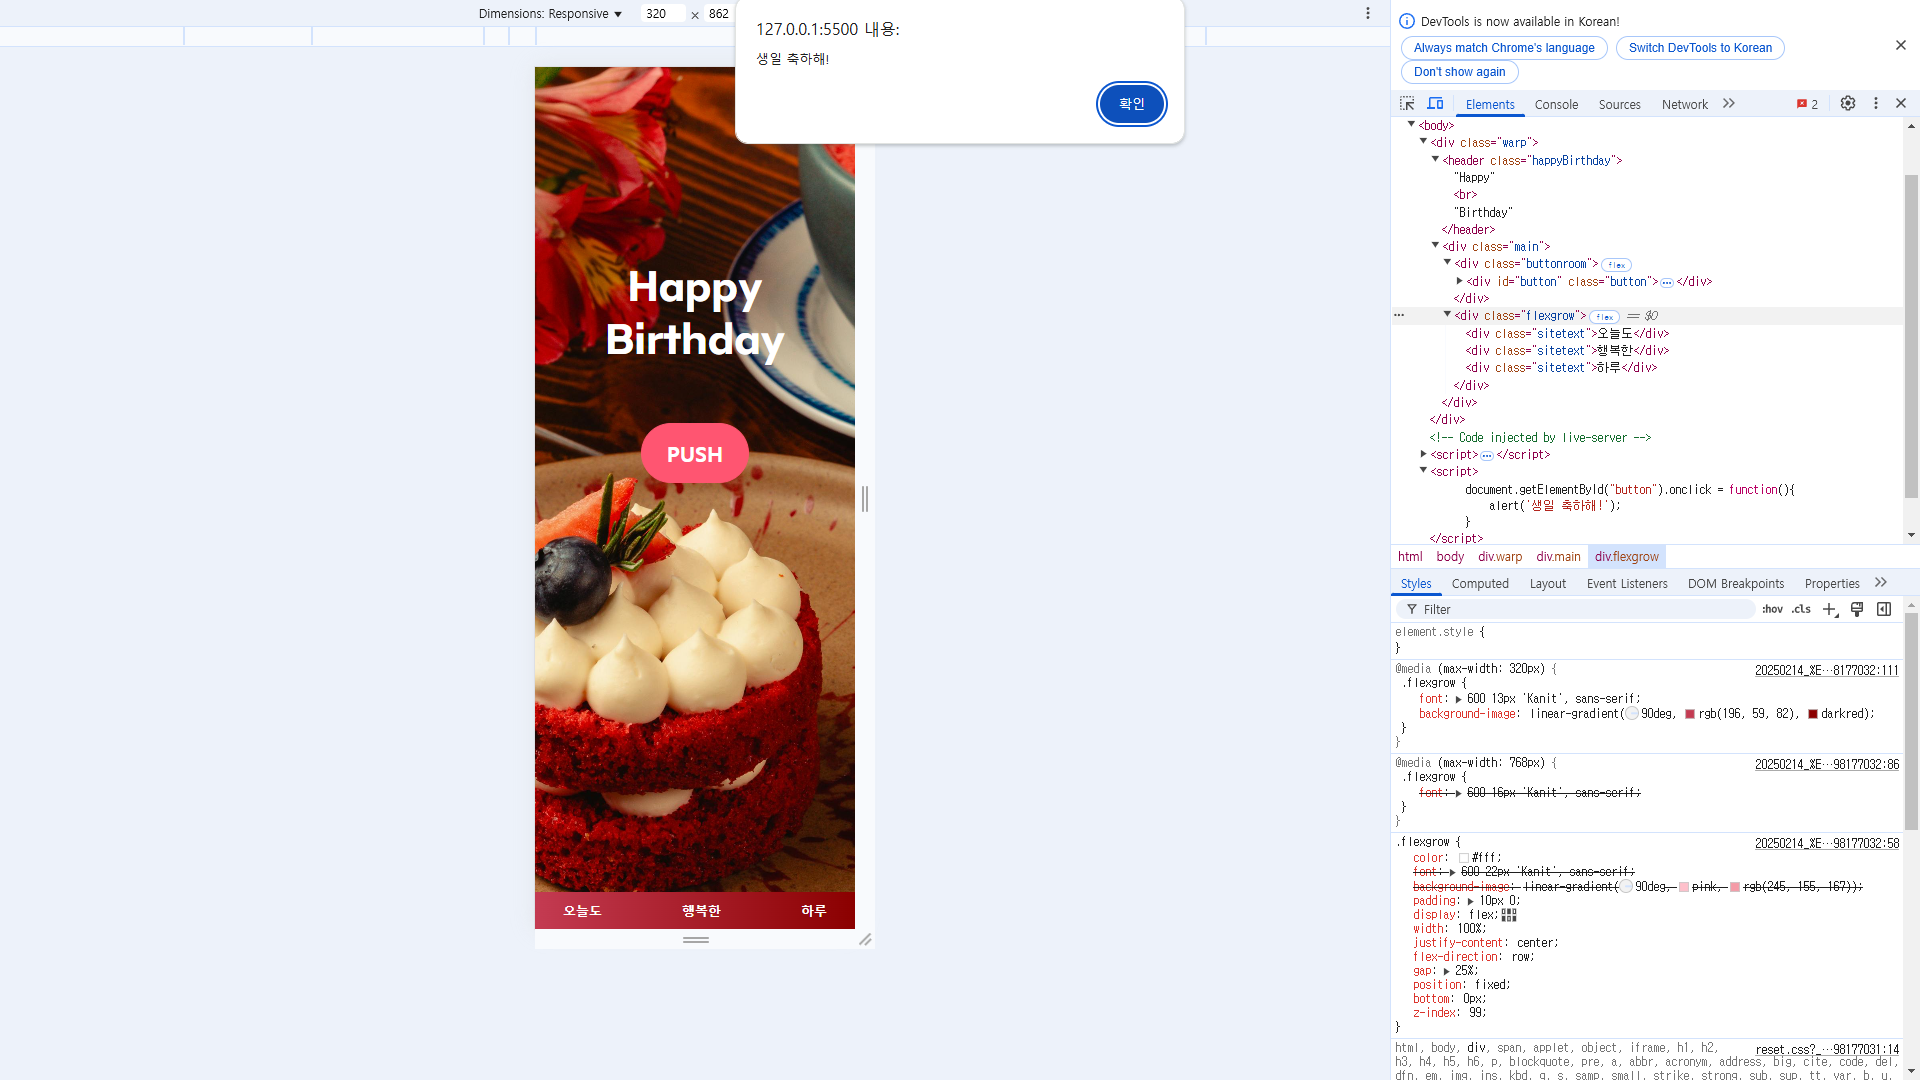 Dimensions: Responsive ▼ 320 × 862
127.0.0.1:5500 내용:
생일 축하해!
확인
Happy
Birthday
PUSH
오늘도 행복한 하루
DevTools is now available in Korean!
Always match Chrome's language Switch DevTools to Korean
Don't show again
Elements Console Sources Network 2
<body>
<div class="warp">
<header class="happyBirthday">
"Happy"
<br>
"Birthday"
</header>
<div class="main">
<div class="buttonroom"> flex
<div id="button" class="button"> … </div>
</div>
<div class="flexgrow"> flex == $0
<div class="sitetext">오늘도</div>
<div class="sitetext">행복한</div>
<div class="sitetext">하루</div>
</div>
</div>
</div>
<!-- Code injected by live-server -->
<script> … </script>
<script>
document.getElementById("button").onclick = function(){
alert('생일 축하해!');
}
</script>
html body div.warp div.main div.flexgrow
Styles Computed Layout Event Listeners DOM Breakpoints Properties
Filter :hov .cls
element.style {
}
@media (max-width: 320px) { 20250214_%E…8177032:111
.flexgrow {
font: 600 13px 'Kanit', sans-serif;
background-image: linear-gradient(90deg, rgb(196, 59, 82), darkred);
}
}
@media (max-width: 768px) { 20250214_%E…98177032:86
.flexgrow {
font: 600 16px 'Kanit', sans-serif;
}
}
.flexgrow { 20250214_%E…98177032:58
color: #fff;
font: 600 22px 'Kanit', sans-serif;
background-image: linear-gradient(90deg, pink, rgb(245, 155, 167));
padding: 10px 0;
display: flex;
width: 100%;
justify-content: center;
flex-direction: row;
gap: 25%;
position: fixed;
bottom: 0px;
z-index: 99;
}
html, body, div, span, applet, object, iframe, h1, h2, reset.css?_…98177031:14
h3, h4, h5, h6, p, blockquote, pre, a, abbr, acronym, address, big, cite, code, del,
dfn, em, img, ins, kbd, q, s, samp, small, strike, strong, sub, sup, tt, var, b, u,